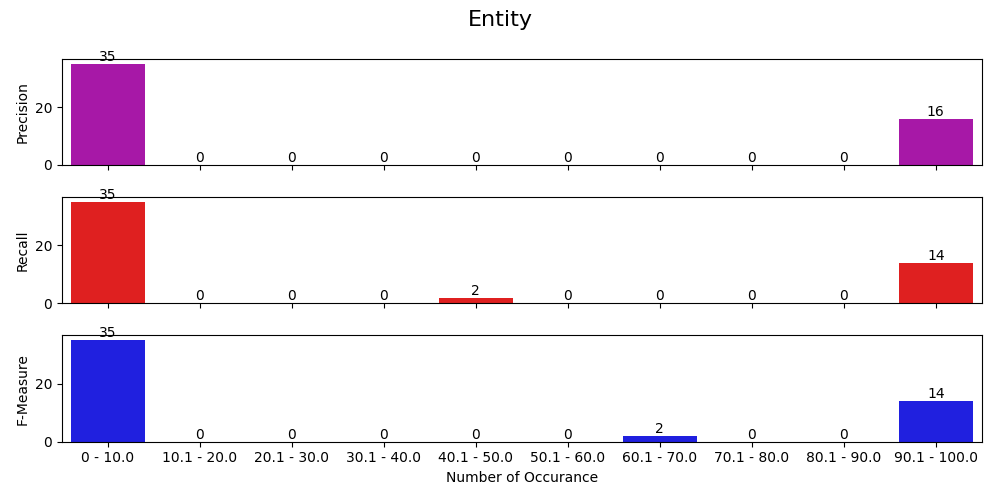 Entity
35 0 0 0 0 0 0 0 0 16
20
0
Precision
35 0 0 0 2 0 0 0 0 14
20
0
Recall
35 0 0 0 0 0 2 0 0 14
20
0
F-Measure
0 - 10.0 10.1 - 20.0 20.1 - 30.0 30.1 - 40.0 40.1 - 50.0 50.1 - 60.0 60.1 - 70.0 70.1 - 80.0 80.1 - 90.0 90.1 - 100.0
Number of Occurance